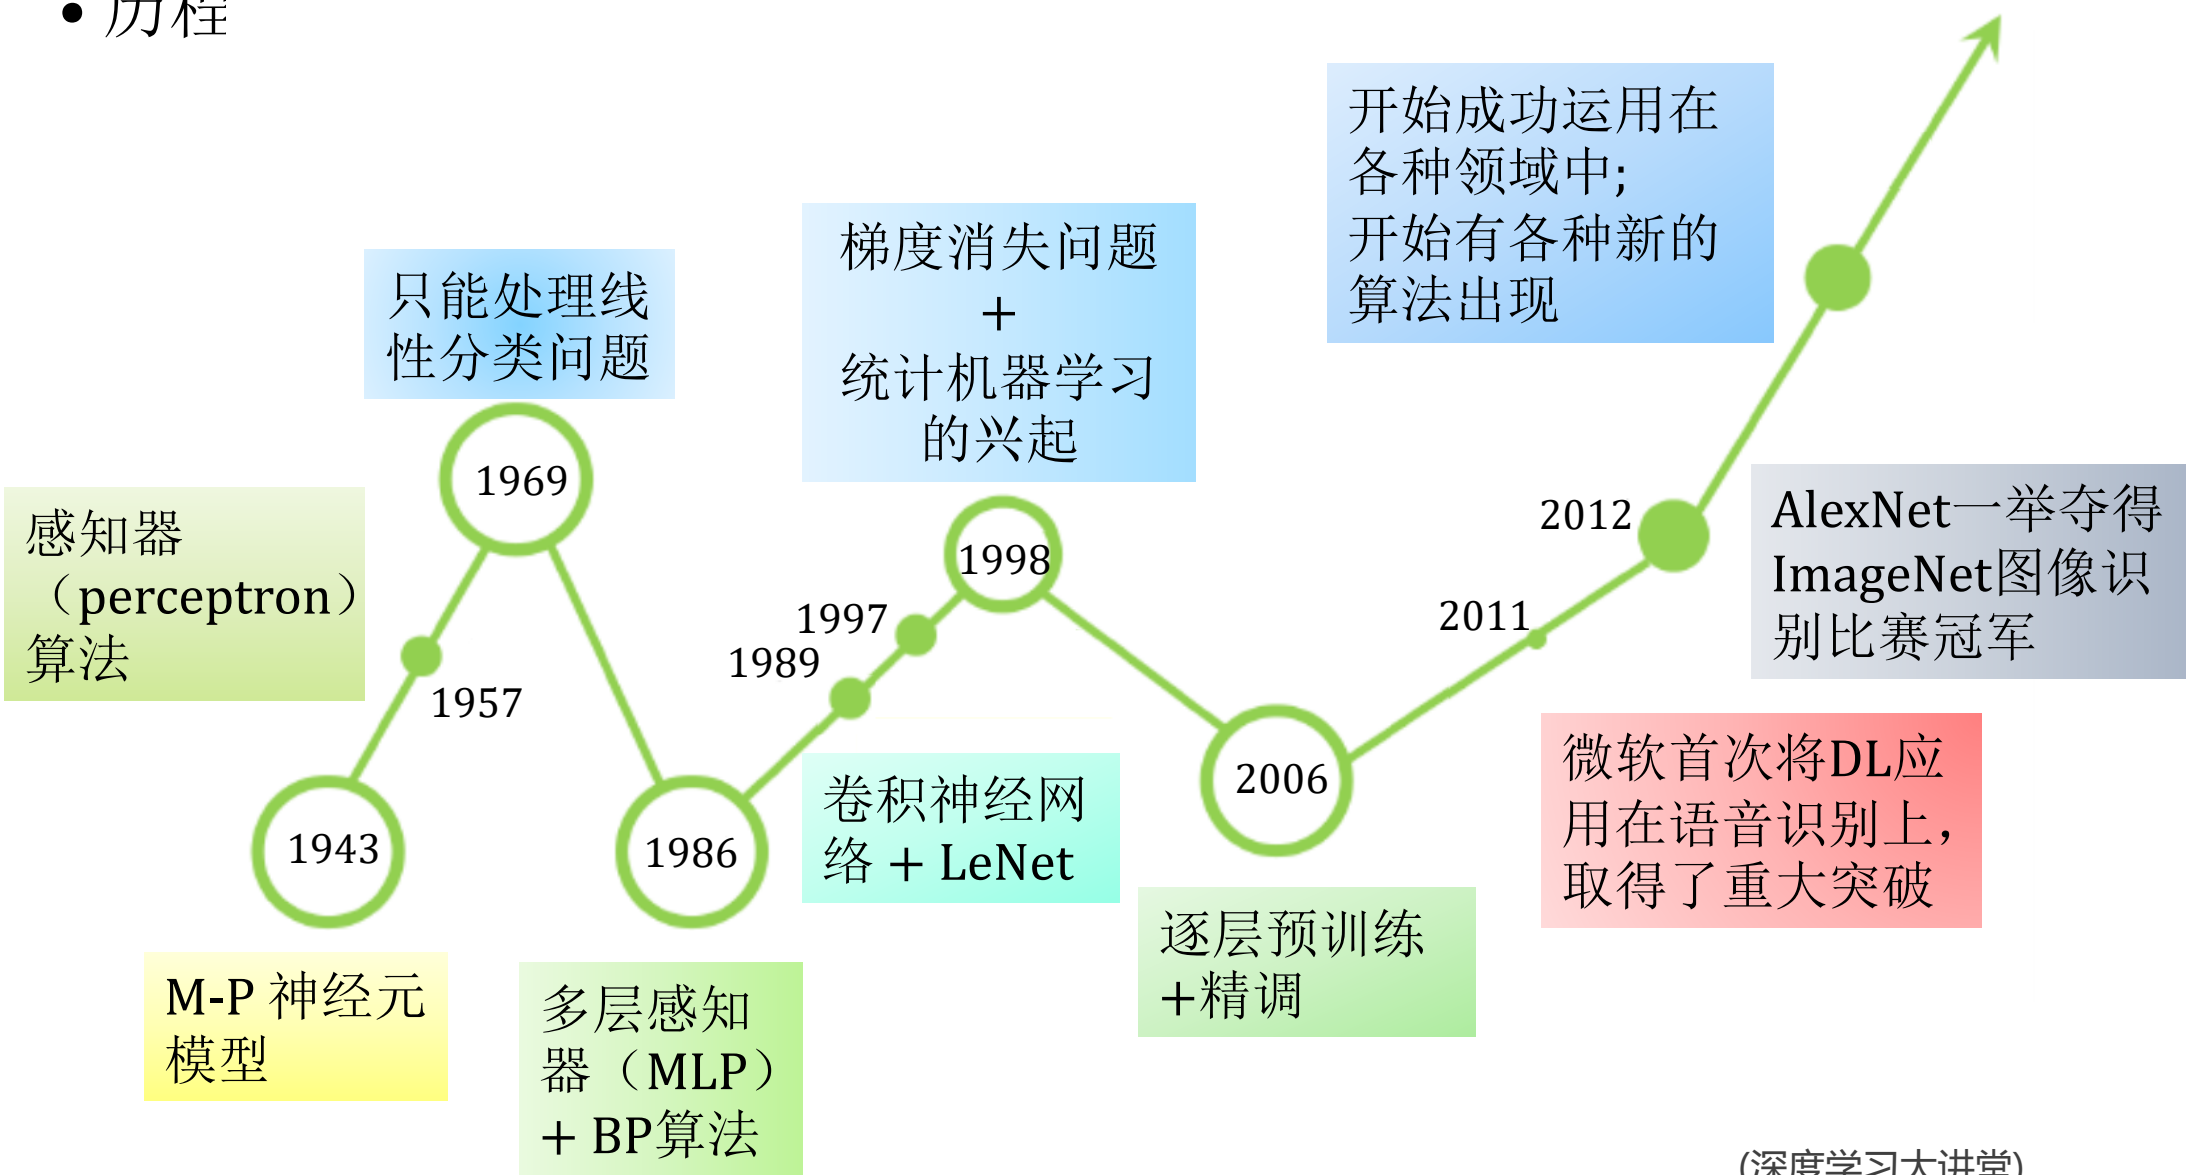 • 历程
开始成功运用在
各种领域中;
开始有各种新的
算法出现
梯度消失问题
+
统计机器学习
的兴起
只能处理线
性分类问题
1969
感知器
（perceptron）
算法
1957
1943
M-P 神经元
模型
1986
多层感知
器（MLP）
+ BP算法
1989
1997
卷积神经网
络 + LeNet
1998
2006
逐层预训练
+精调
2011
微软首次将DL应
用在语音识别上，
取得了重大突破
2012
AlexNet一举夺得
ImageNet图像识
别比赛冠军
(深度学习大讲堂)